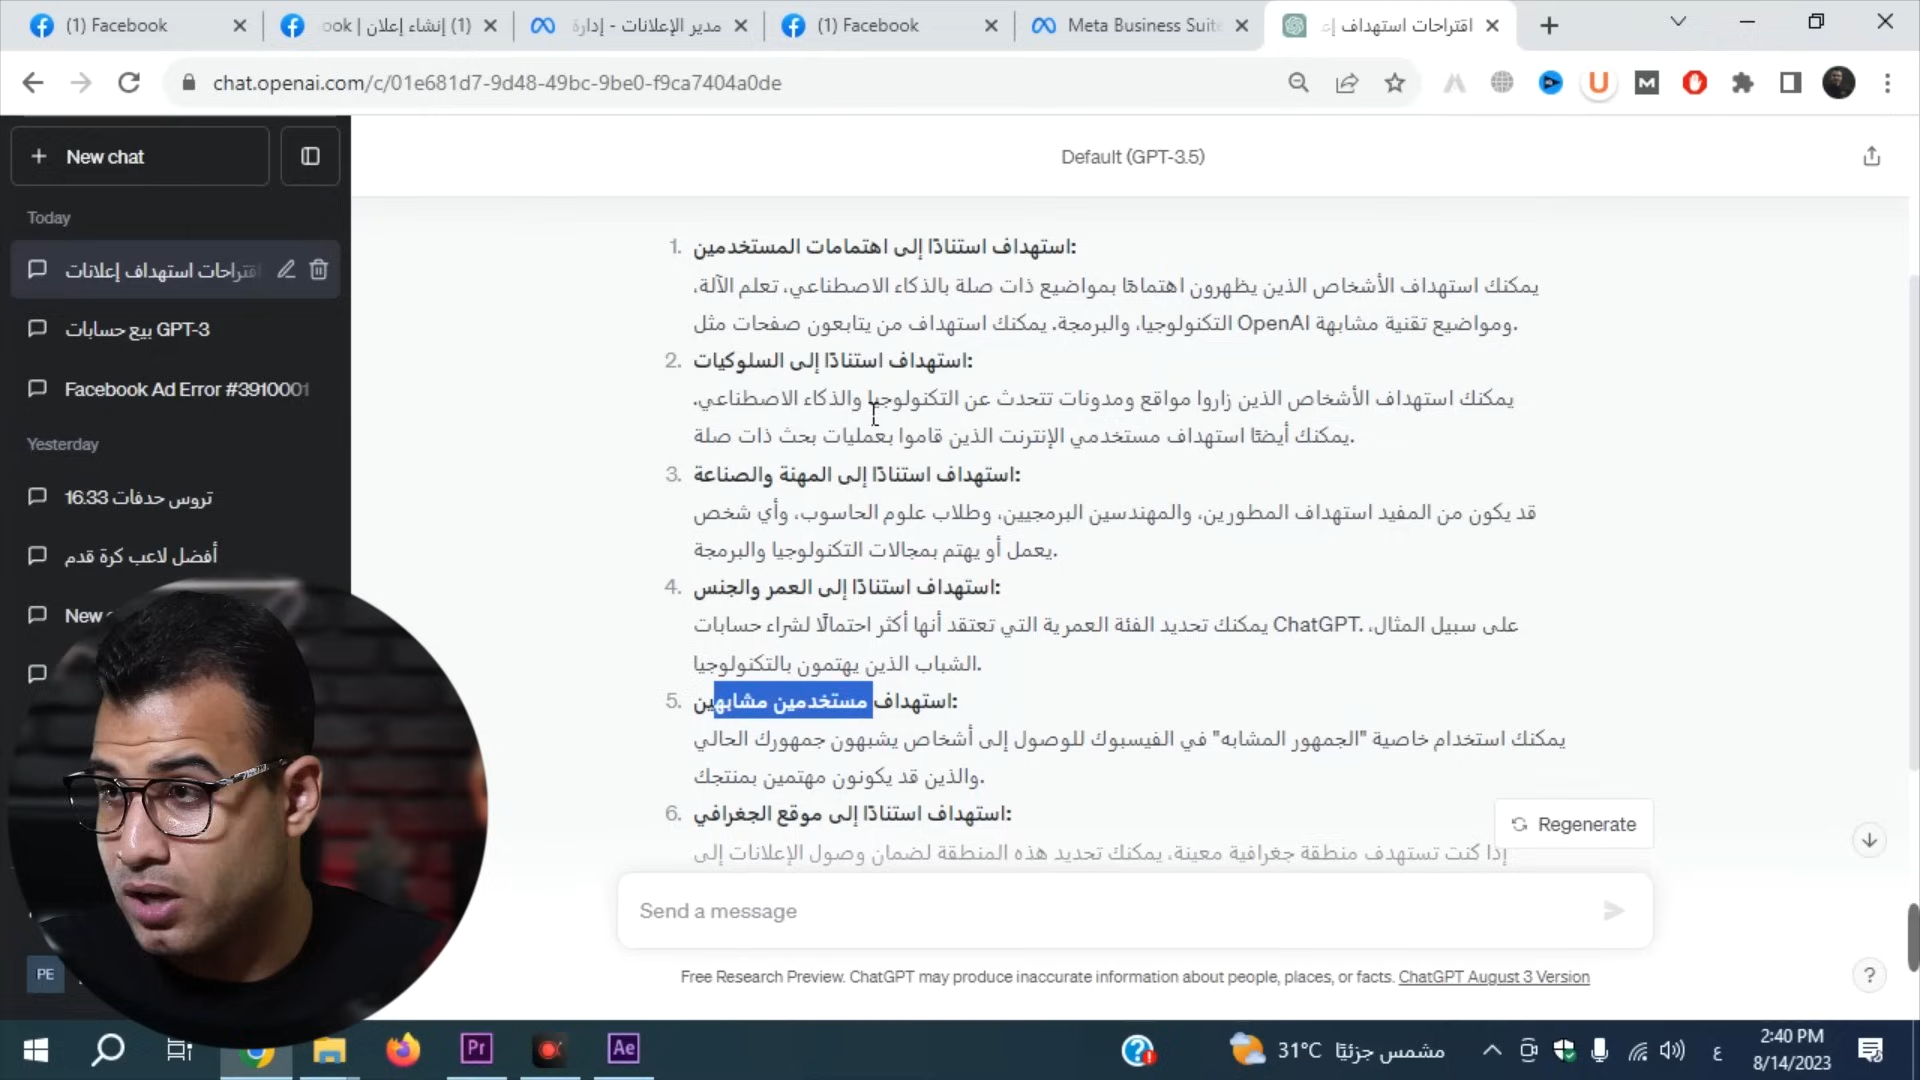 (1) Facebook
(1) إنشاء إعلان | ook
مدير الإعلانات - إدارة
(1) Facebook
Meta Business Suite
اقتراحات استهداف إع
chat.openai.com/c/01e681d7-9d48-49bc-9be0-f9ca7404a0de
New chat
Default (GPT-3.5)
Today
اقتراحات استهداف إعلانات
بيع حسابات GPT-3
Facebook Ad Error #3910001
Yesterday
تروس حدفات 16.33
أفضل لاعب كرة قدم
New
PE
1. استهداف استنادًا إلى اهتمامات المستخدمين:
يمكنك استهداف الأشخاص الذين يظهرون اهتمامًا بمواضيع ذات صلة بالذكاء الاصطناعي، تعلم الآلة،
التكنولوجيا، والبرمجة. يمكنك استهداف من يتابعون صفحات مثل OpenAI ومواضيع تقنية مشابهة.
2. استهداف استنادًا إلى السلوكيات:
يمكنك استهداف الأشخاص الذين زاروا مواقع ومدونات تتحدث عن التكنولوجيا والذكاء الاصطناعي.
يمكنك أيضًا استهداف مستخدمي الإنترنت الذين قاموا بعمليات بحث ذات صلة.
3. استهداف استنادًا إلى المهنة والصناعة:
قد يكون من المفيد استهداف المطورين، والمهندسين البرمجيين، وطلاب علوم الحاسوب، وأي شخص
يعمل أو يهتم بمجالات التكنولوجيا والبرمجة.
4. استهداف استنادًا إلى العمر والجنس:
يمكنك تحديد الفئة العمرية التي تعتقد أنها أكثر احتمالًا لشراء حسابات ChatGPT. على سبيل المثال،
الشباب الذين يهتمون بالتكنولوجيا.
5. استهداف مستخدمين مشابهين:
يمكنك استخدام خاصية "الجمهور المشابه" في الفيسبوك للوصول إلى أشخاص يشبهون جمهورك الحالي
والذين قد يكونون مهتمين بمنتجك.
6. استهداف استنادًا إلى موقع الجغرافي:
إذا كنت تستهدف منطقة جغرافية معينة، يمكنك تحديد هذه المنطقة لضمان وصول الإعلانات إلى
Regenerate
Send a message
Free Research Preview. ChatGPT may produce inaccurate information about people, places, or facts. ChatGPT August 3 Version
?
Pr
Ae
31°C مشمس جزئيًا
ع
2:40 PM
8/14/2023